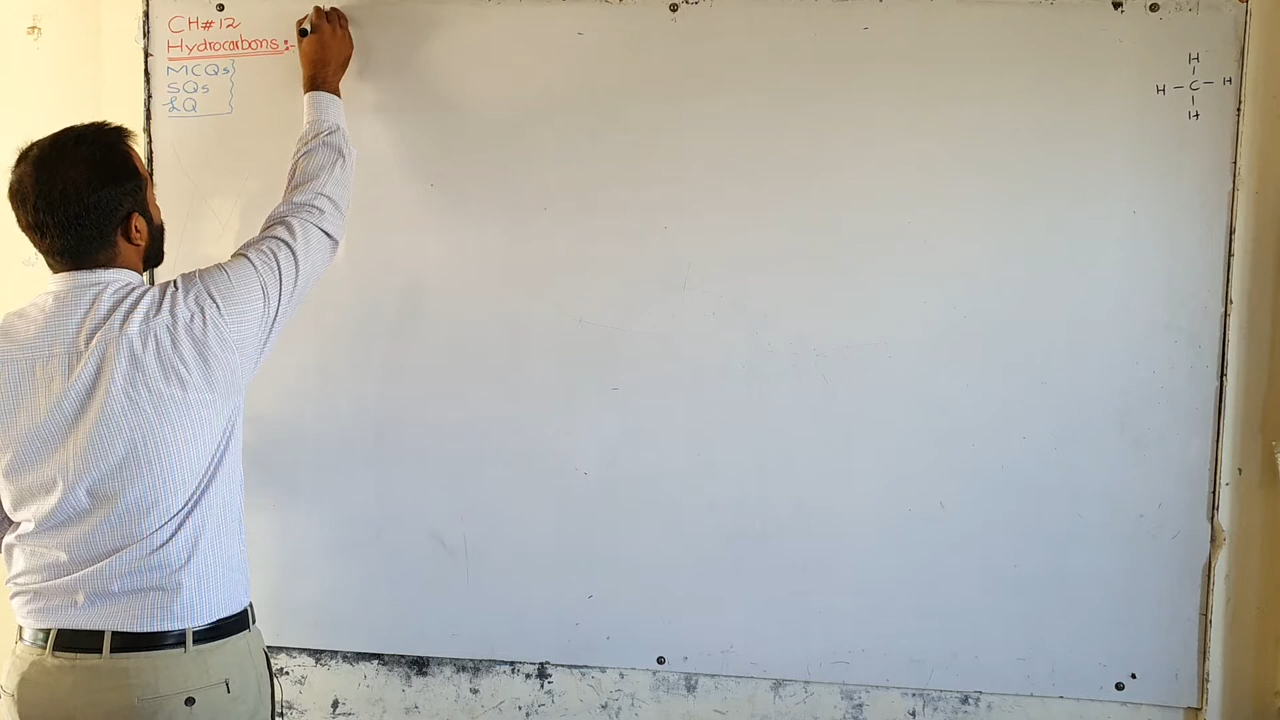 CH#12
Hydrocarbons:-
MCQs
SQs
LQ
H
H - C - H
H